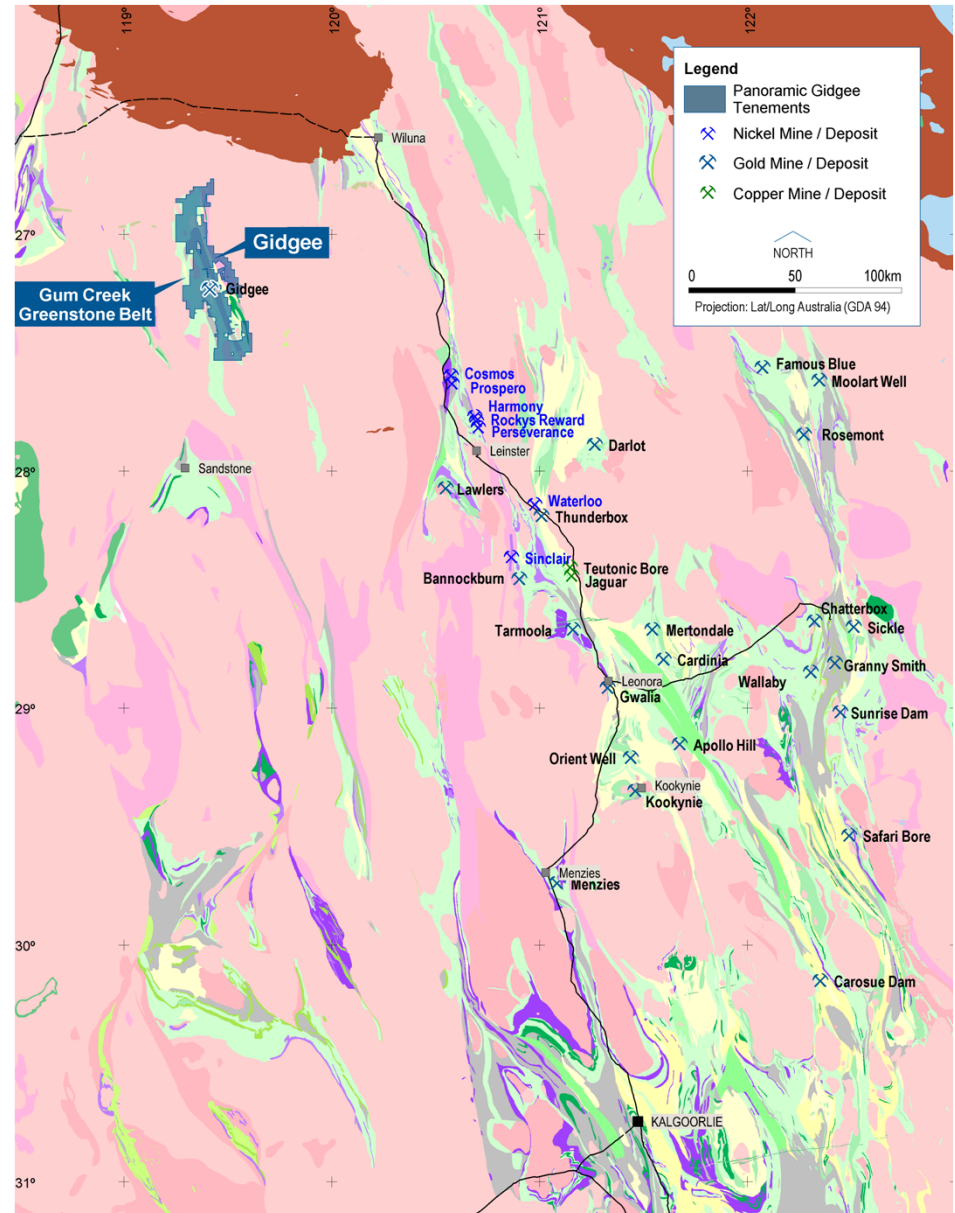 119º
120º
121º
122º
Legend
Panoramic Gidgee
Tenements
Nickel Mine / Deposit
Gold Mine / Deposit
Copper Mine / Deposit
NORTH
0 50 100km
Projection: Lat/Long Australia (GDA 94)
Wiluna
27º
Gidgee
Gidgee
Gum Creek
Greenstone Belt
Famous Blue
Moolart Well
Cosmos
Prospero
Harmony
Rockys Reward
Perseverance
Rosemont
Darlot
Leinster
28º
Sandstone
Lawlers
Waterloo
Thunderbox
Sinclair
Teutonic Bore
Bannockburn
Jaguar
Chatterbox
Tarmoola
Mertondale
Sickle
Cardinia
Granny Smith
Wallaby
Leonora
Gwalia
29º
Sunrise Dam
Apollo Hill
Orient Well
Kookynie
Kookynie
Safari Bore
Menzies
Menzies
30º
Carosue Dam
KALGOORLIE
31º